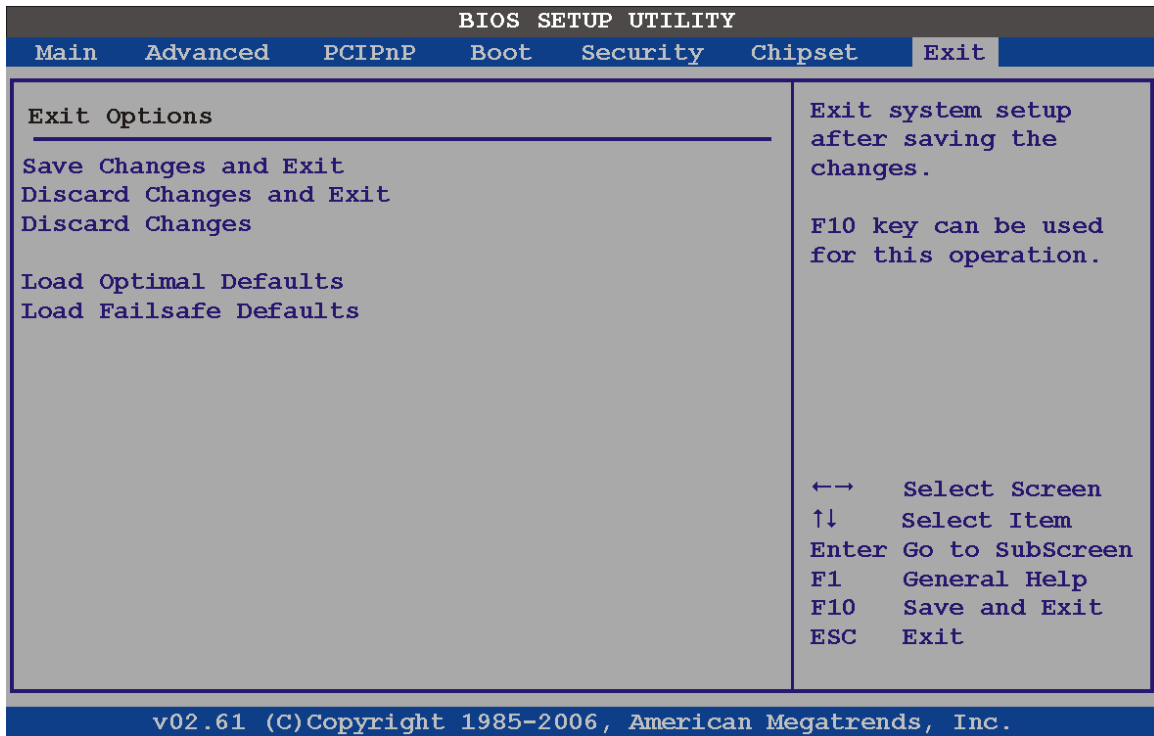 BIOS SETUP UTILITY
Main Advanced PCIPnP Boot Security Chipset Exit
Exit Options
Save Changes and Exit
Discard Changes and Exit
Discard Changes
Load Optimal Defaults
Load Failsafe Defaults
Exit system setup
after saving the
changes.
F10 key can be used
for this operation.
←→ Select Screen
↑↓ Select Item
Enter Go to SubScreen
F1 General Help
F10 Save and Exit
ESC Exit
v02.61 (C)Copyright 1985-2006, American Megatrends, Inc.